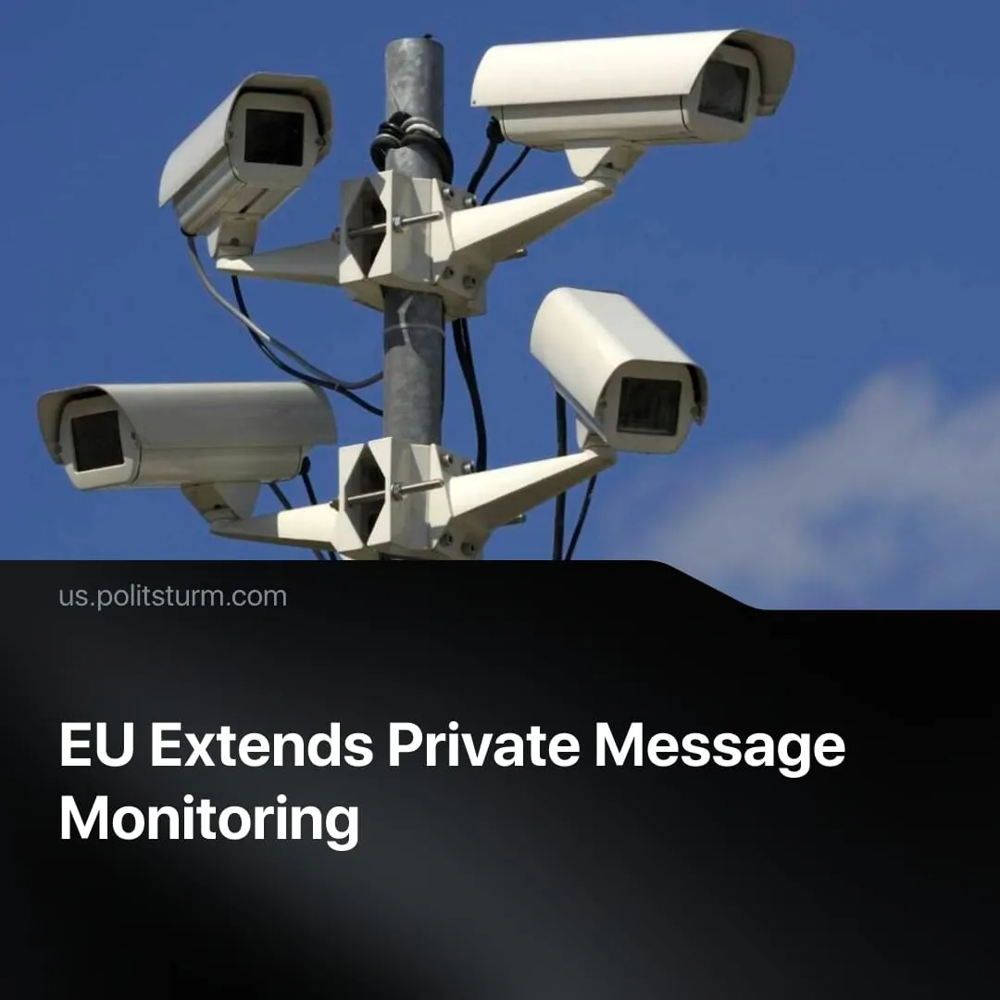 us.politsturm.com
EU Extends Private Message
Monitoring